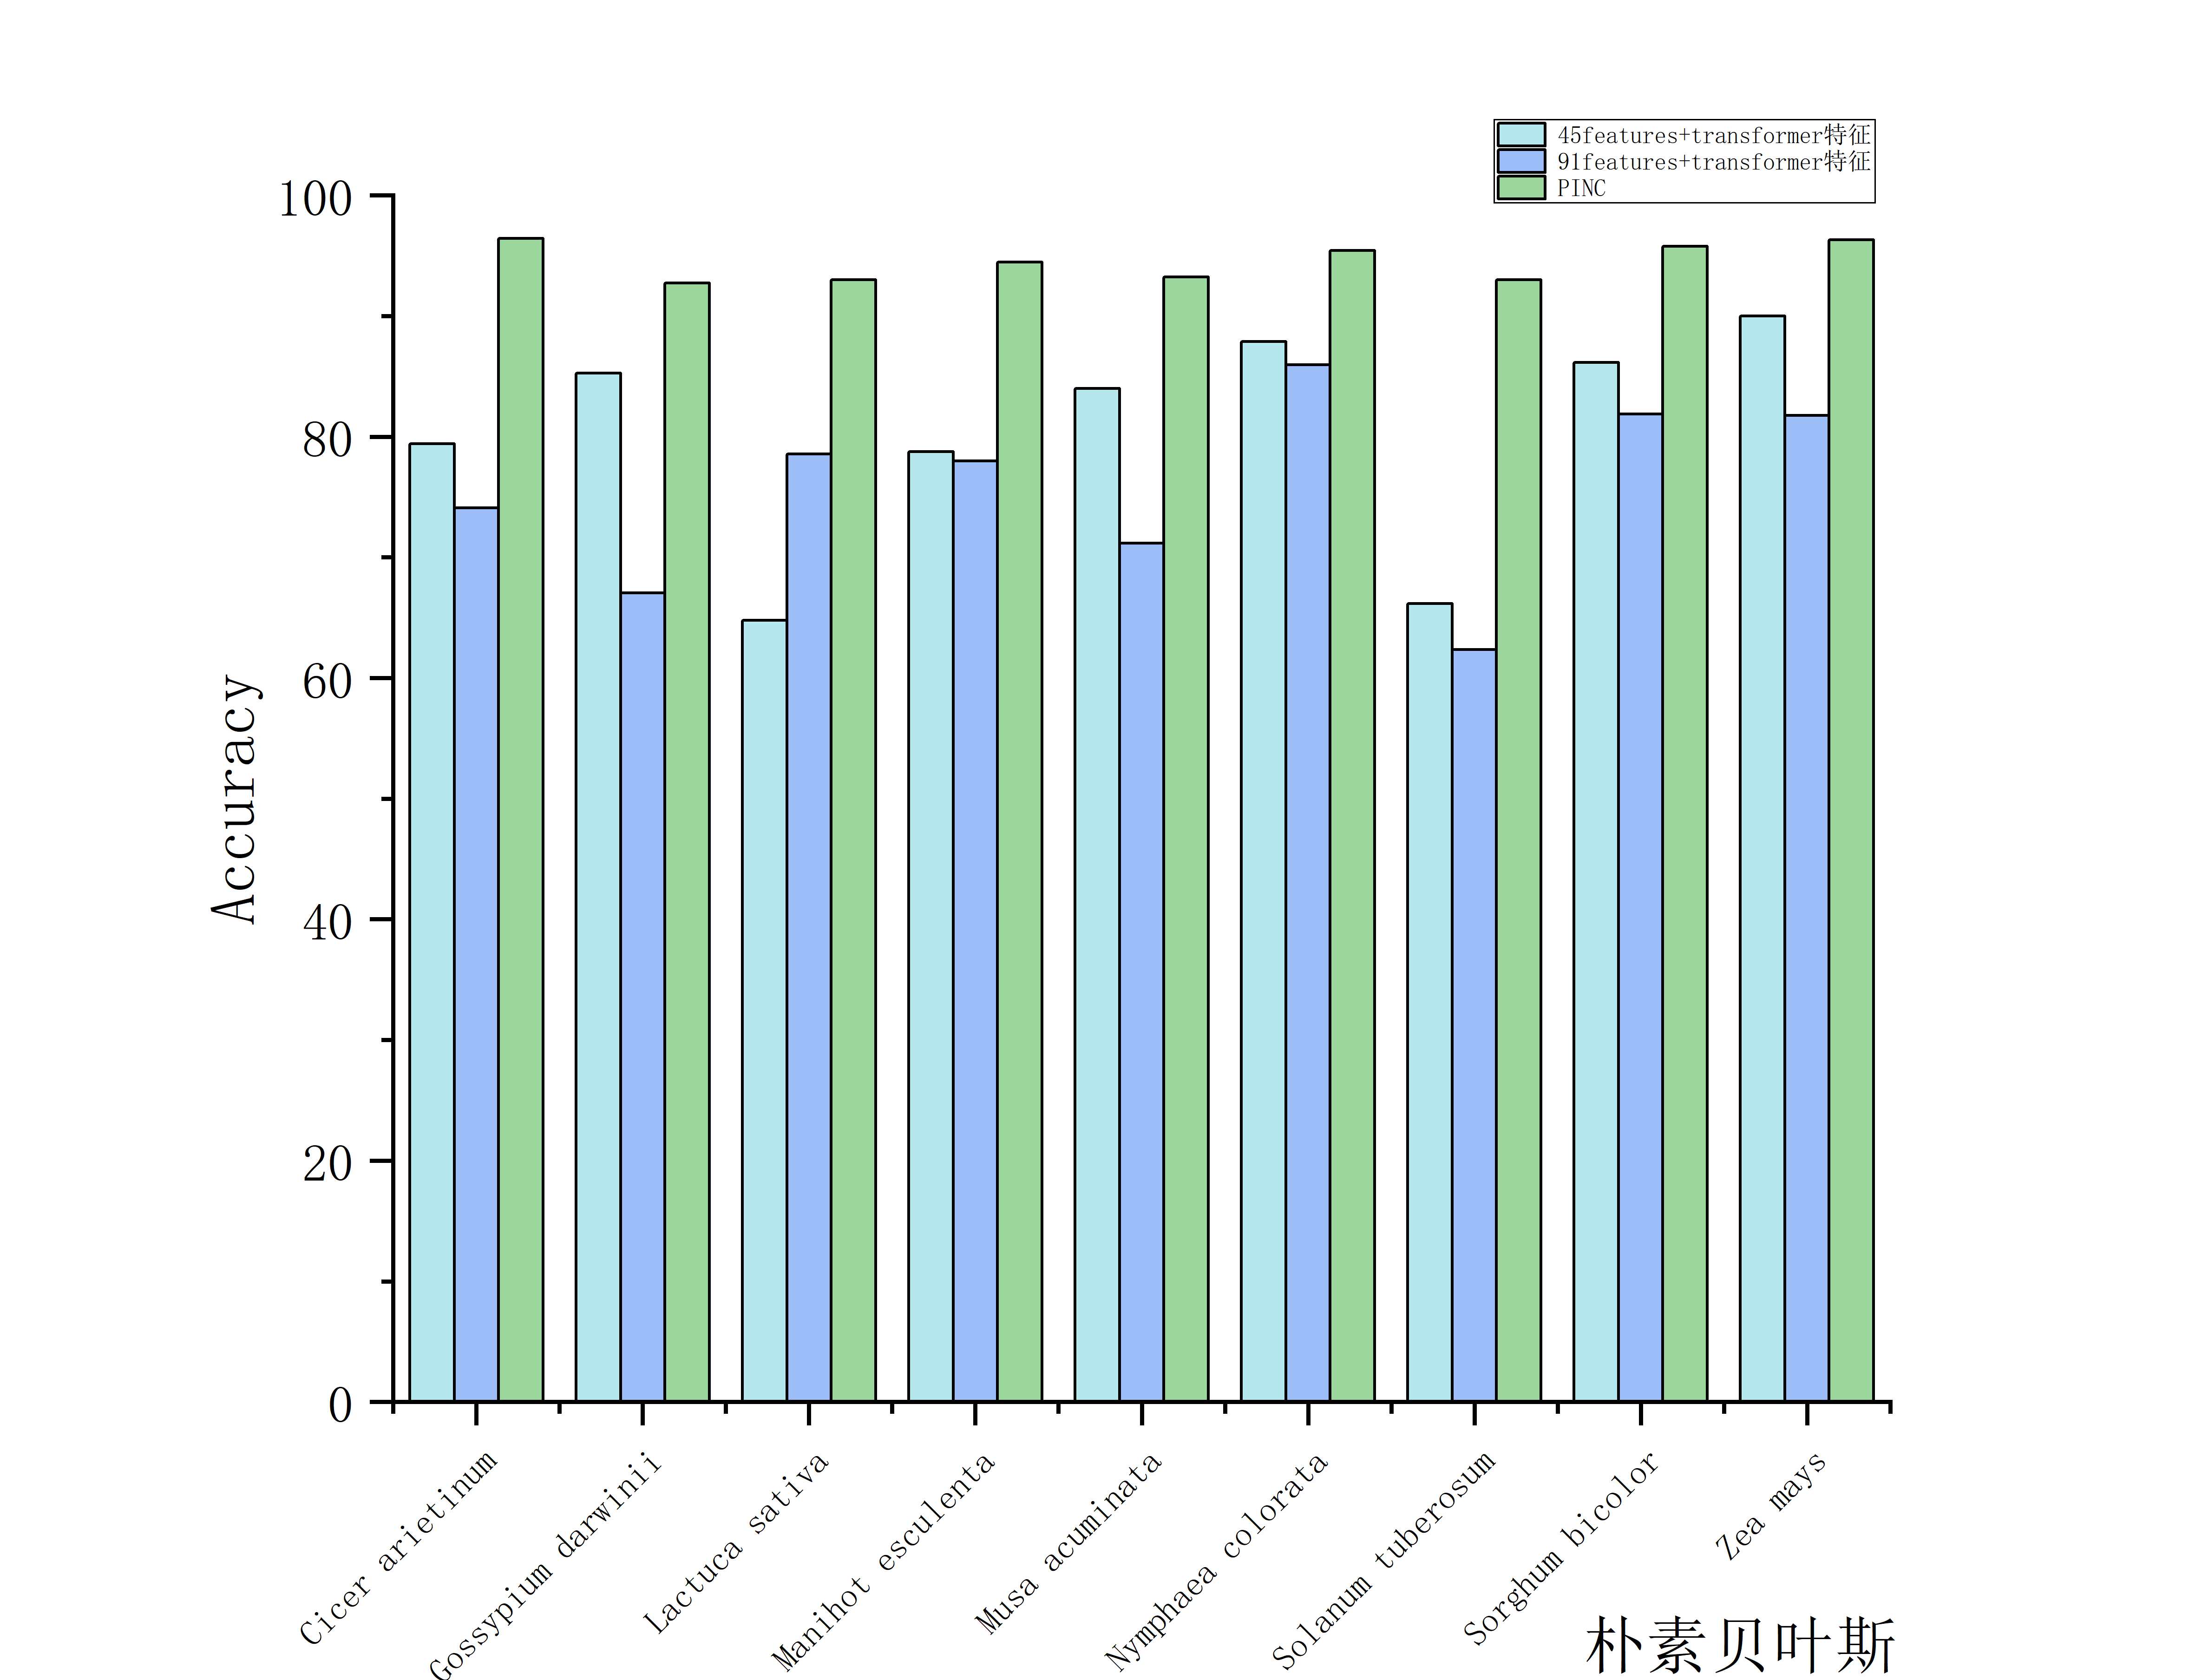 45features+transformer特征
91features+transformer特征
PINC
100
80
60
40
20
0
Accuracy
Cicer arietinum
Gossypium darwinii
Lactuca sativa
Manihot esculenta
Musa acuminata
Nymphaea colorata
Solanum tuberosum
Sorghum bicolor
Zea mays
朴素贝叶斯